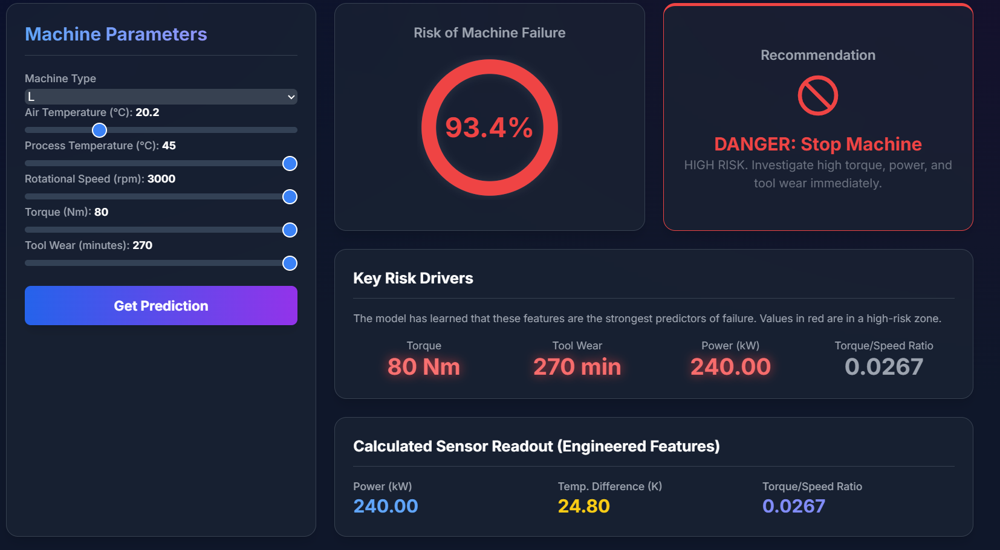 Machine Parameters
Machine Type
L
Air Temperature (°C): 20.2
Process Temperature (°C): 45
Rotational Speed (rpm): 3000
Torque (Nm): 80
Tool Wear (minutes): 270
Get Prediction
Risk of Machine Failure
93.4%
Recommendation
DANGER: Stop Machine
HIGH RISK. Investigate high torque, power, and
tool wear immediately.
Key Risk Drivers
The model has learned that these features are the strongest predictors of failure. Values in red are in a high-risk zone.
Torque
80 Nm
Tool Wear
270 min
Power (kW)
240.00
Torque/Speed Ratio
0.0267
Calculated Sensor Readout (Engineered Features)
Power (kW)
240.00
Temp. Difference (K)
24.80
Torque/Speed Ratio
0.0267